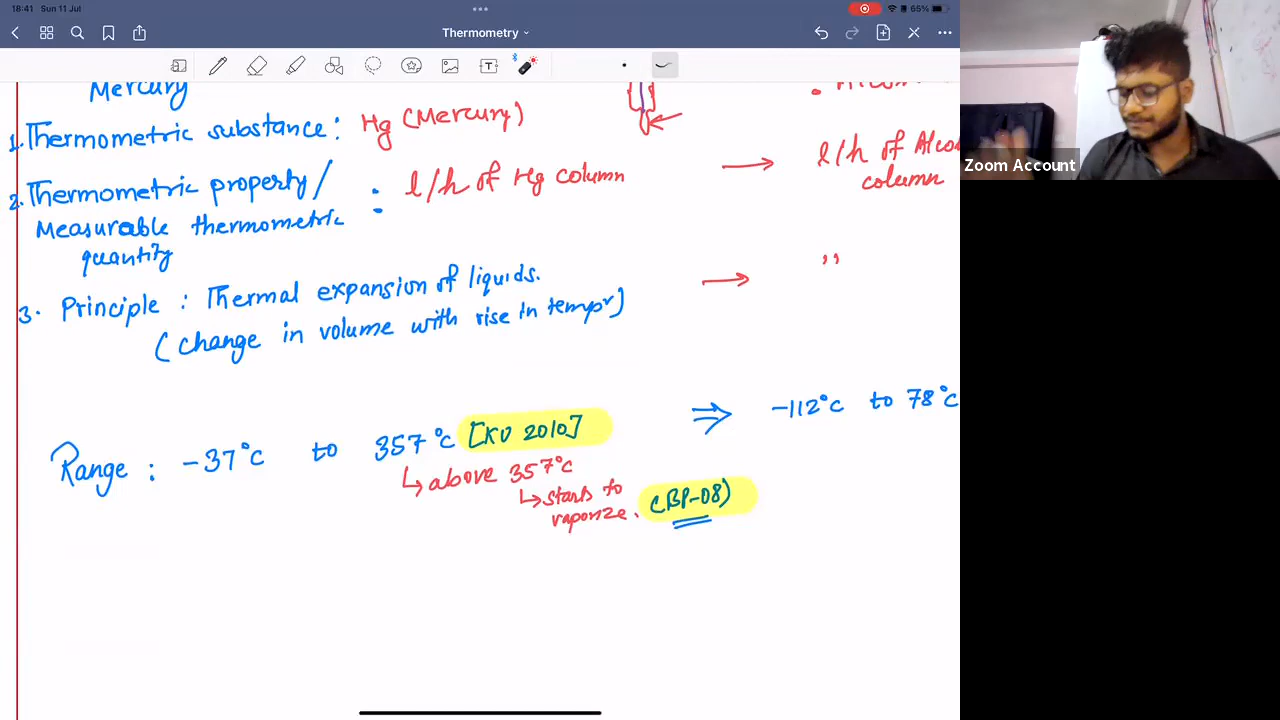 18:41 Sun 11 Jul
65%
Thermometry
Mercury
1. Thermometric substance: Hg (Mercury)
2. Thermometric property/ : l/h of Hg column → l/h of Alco
Measurable thermometric column
quantity
3. Principle : Thermal expansion of liquids. → ,,
(change in volume with rise in tempr)
Range : -37°C to 357°C [KU 2010] ⇒ -112°C to 78°C
↳ above 357°C
↳ starts to (BP-08)
vaporize.
Zoom Account